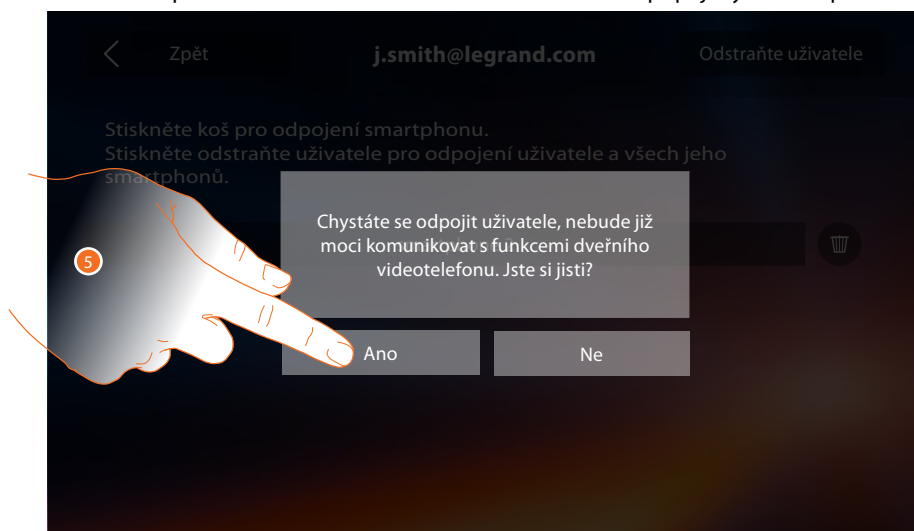 Zpět
j.smith@legrand.com
Odstraňte uživatele
Stiskněte koš pro odpojení smartphonu.
Stiskněte odstraňte uživatele pro odpojení uživatele a všech jeho
smartphonů.
Chystáte se odpojit uživatele, nebude již
moci komunikovat s funkcemi dveřního
videotelefonu. Jste si jisti?
5
Ano
Ne